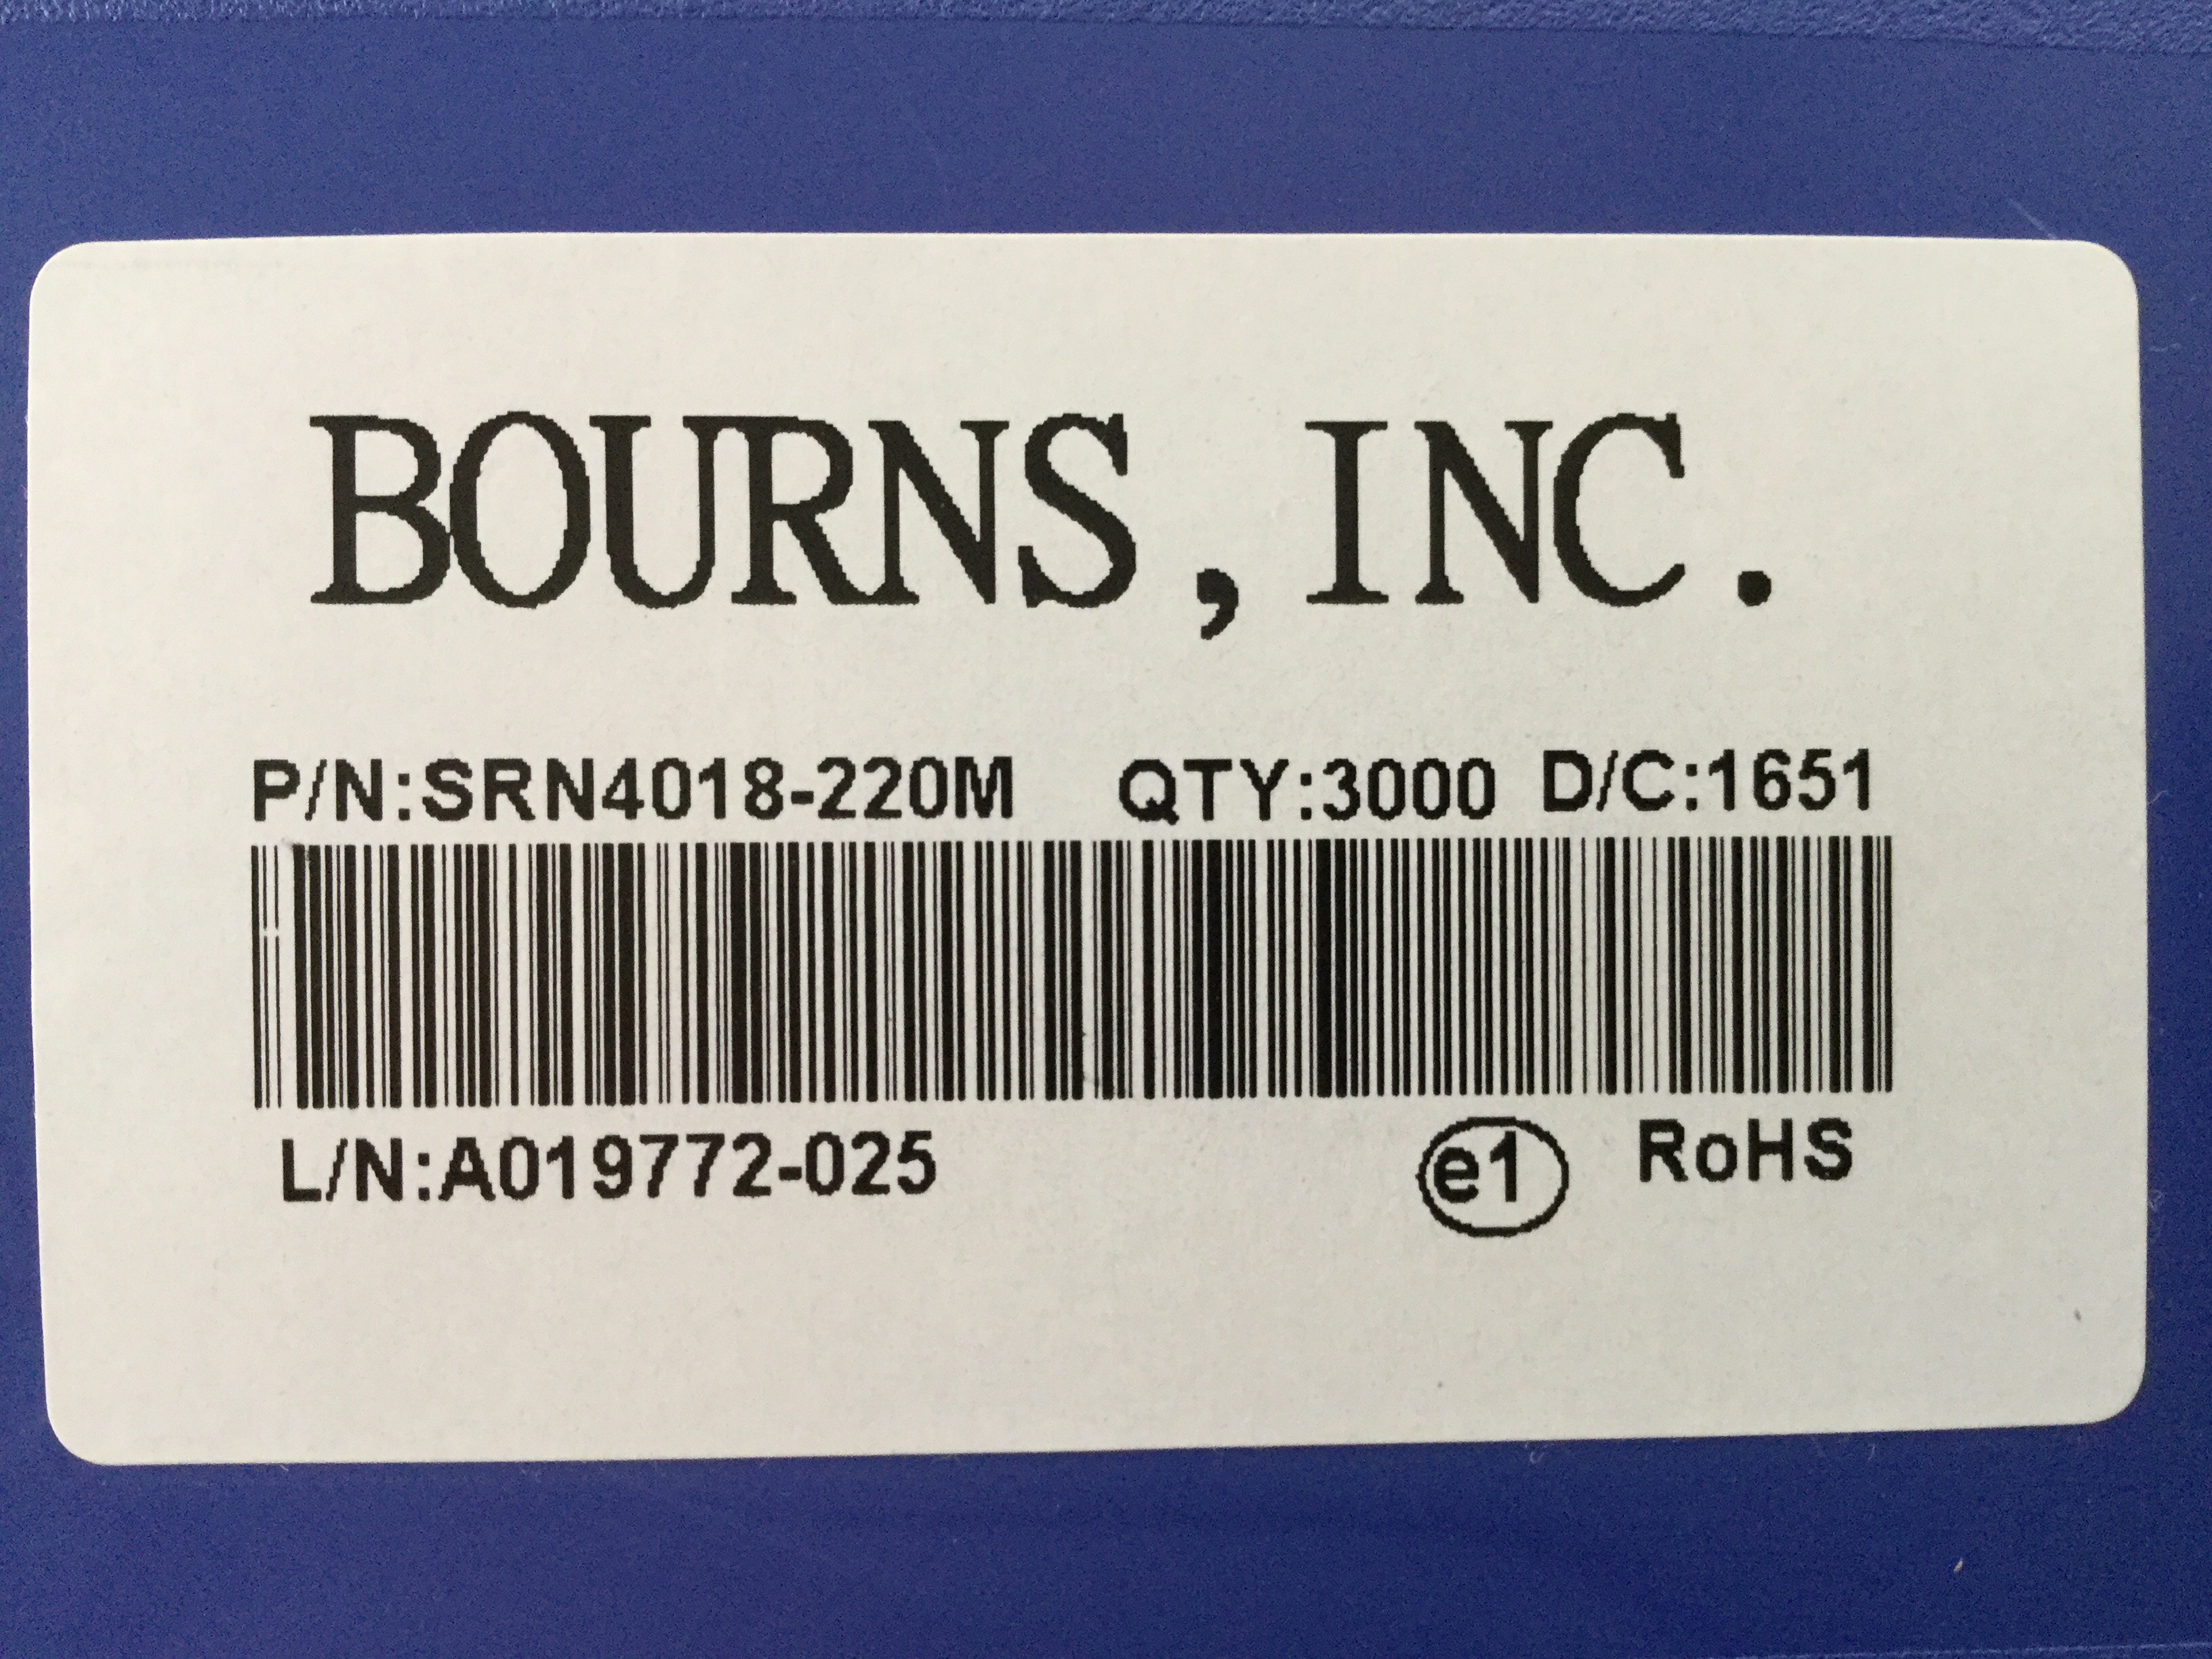 BOURNS,INC.
P/N:SRN4018-220M QTY:3000 D/C:1651
L/N:A019772-025 e1 RoHS